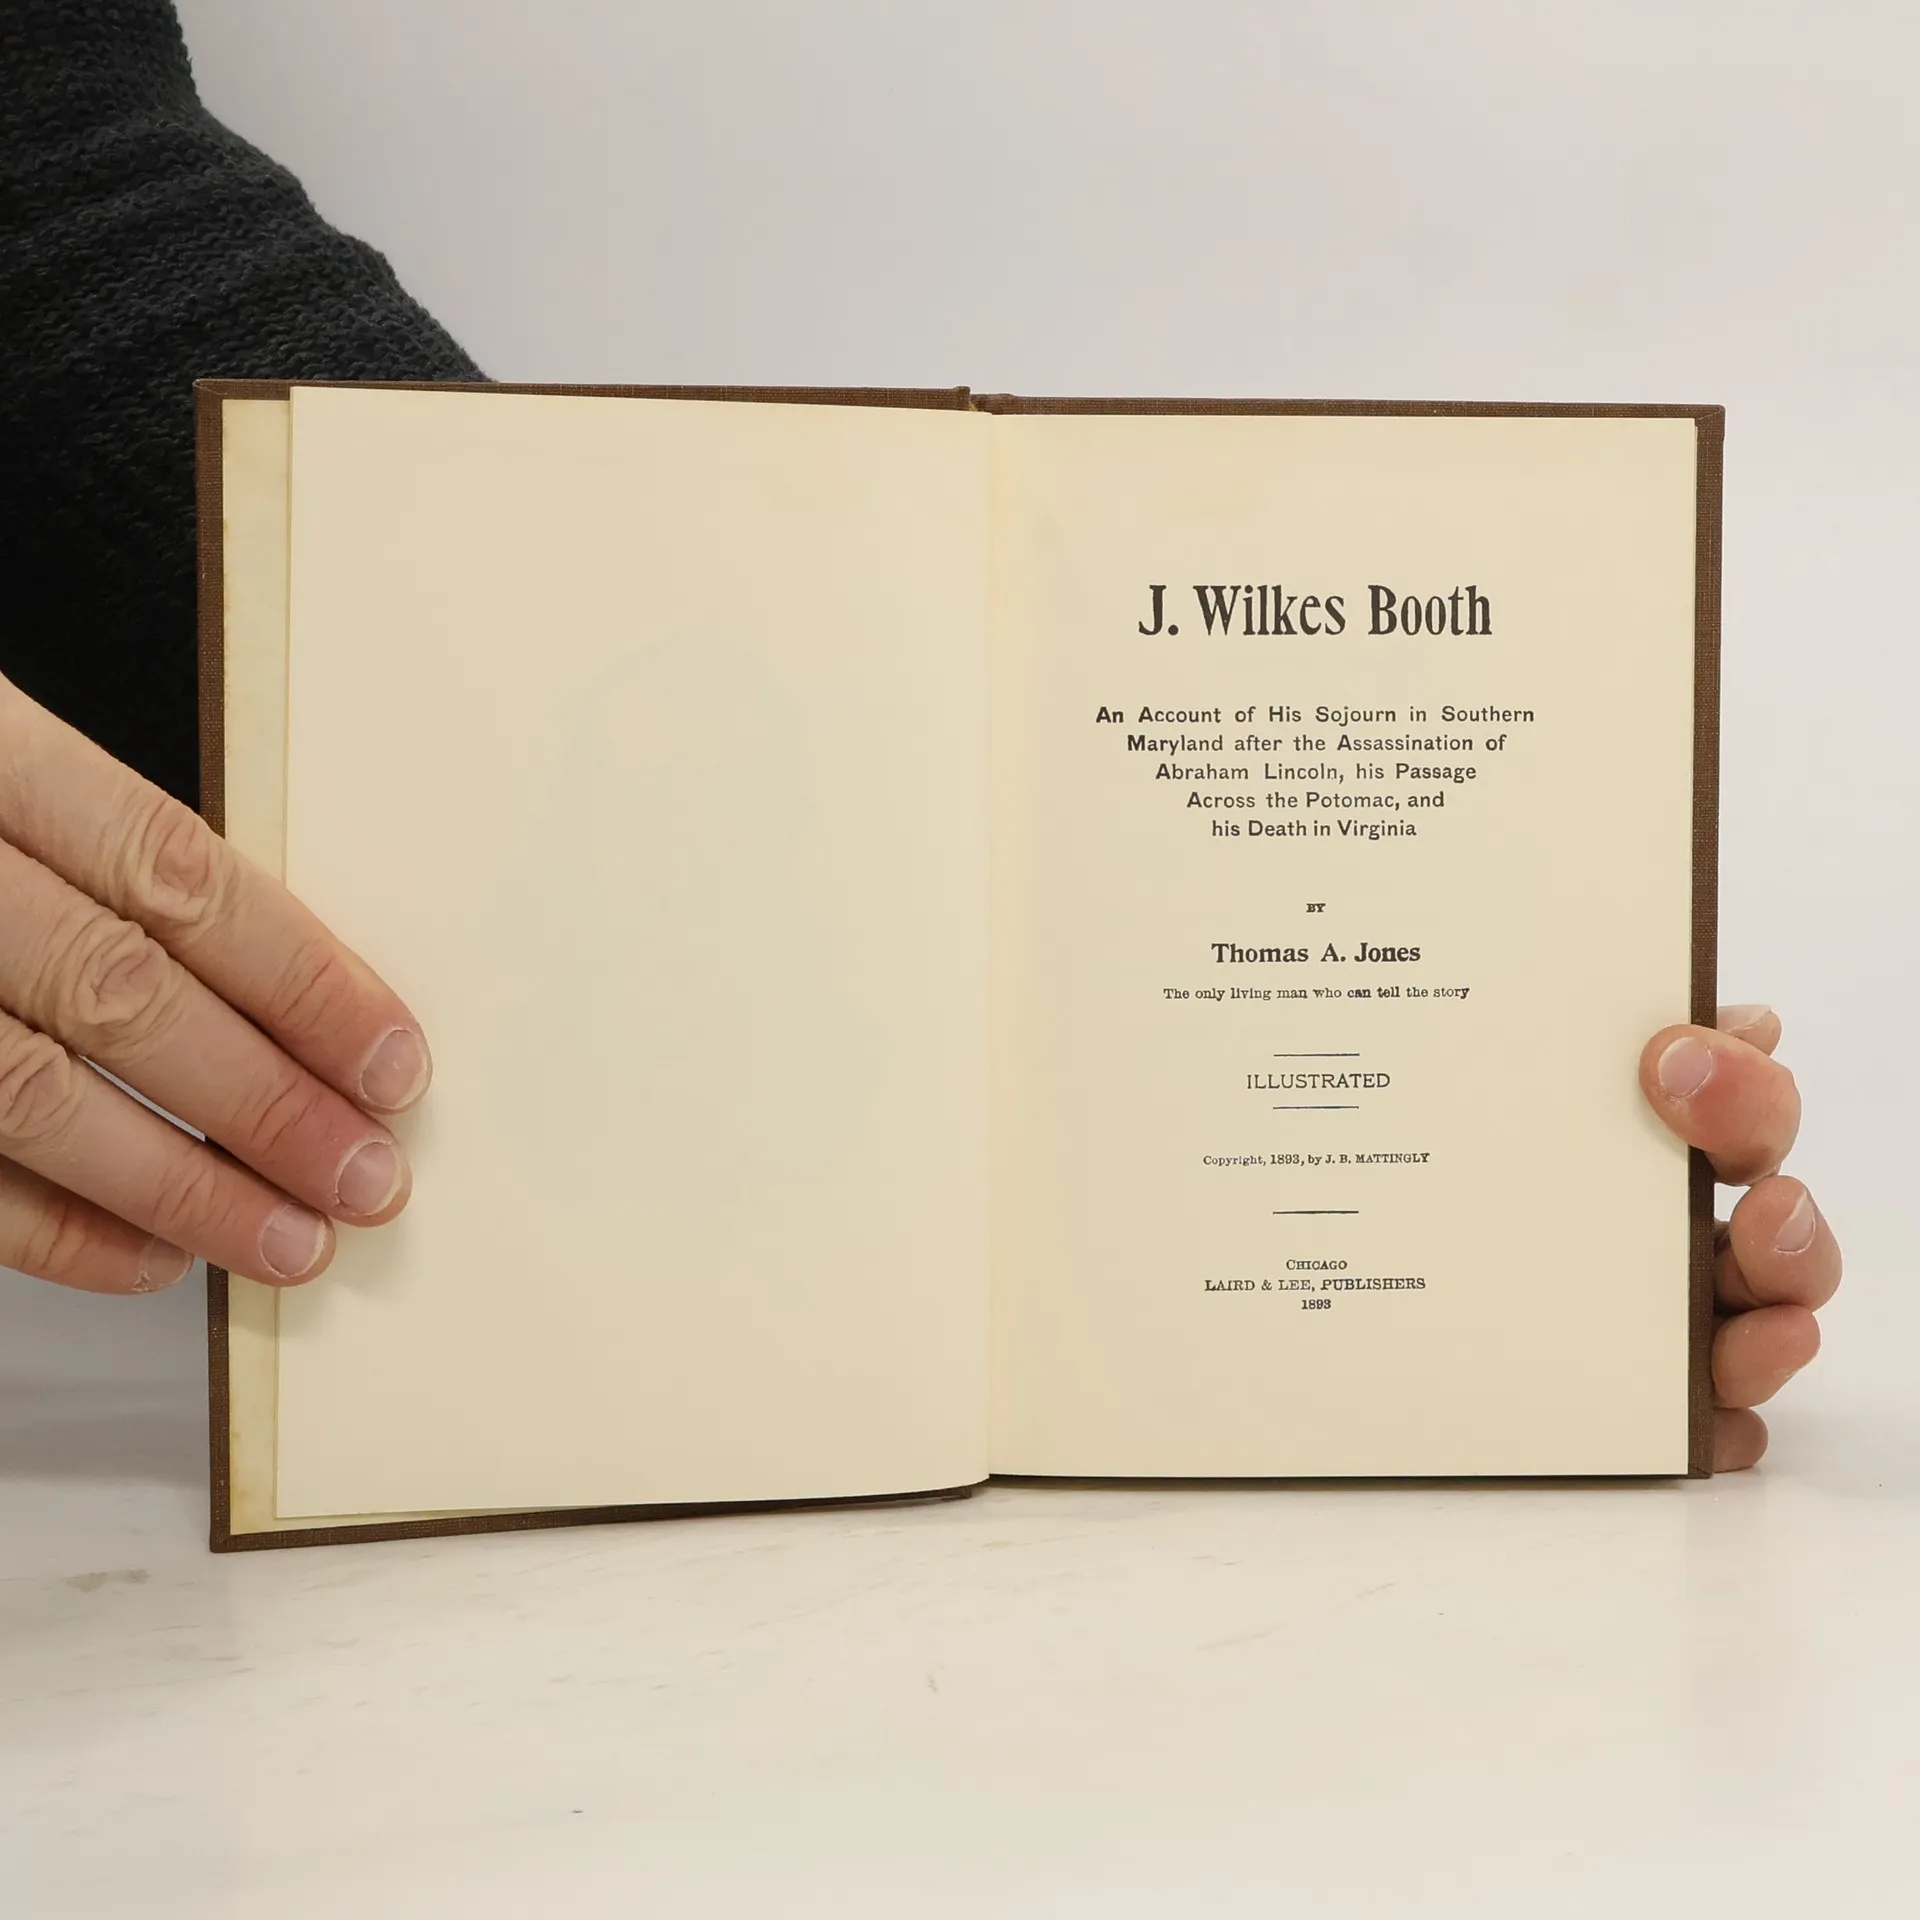 J. Wilkes Booth
An Account of His Sojourn in Southern
Maryland after the Assassination of
Abraham Lincoln, his Passage
Across the Potomac, and
his Death in Virginia
BY
Thomas A. Jones
The only living man who can tell the story
ILLUSTRATED
Copyright, 1893, by J. B. MATTINGLY
CHICAGO
LAIRD & LEE, PUBLISHERS
1893